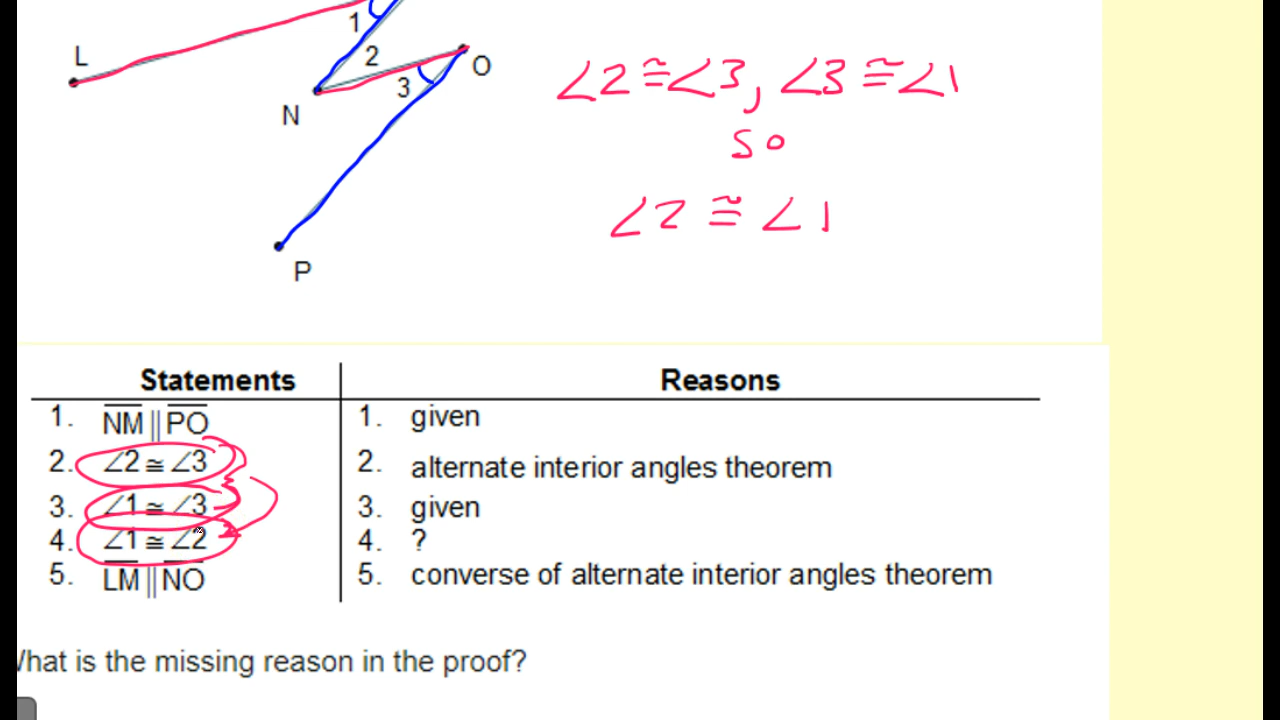 1
L
2
O
3
N
P
∠2≅∠3, ∠3≅∠1
so
∠2 ≅ ∠1
Statements Reasons
1. NM || PO 1. given
2. ∠2 ≅ ∠3 2. alternate interior angles theorem
3. ∠1 ≅ ∠3 3. given
4. ∠1 ≅ ∠2 4. ?
5. LM || NO 5. converse of alternate interior angles theorem
hat is the missing reason in the proof?